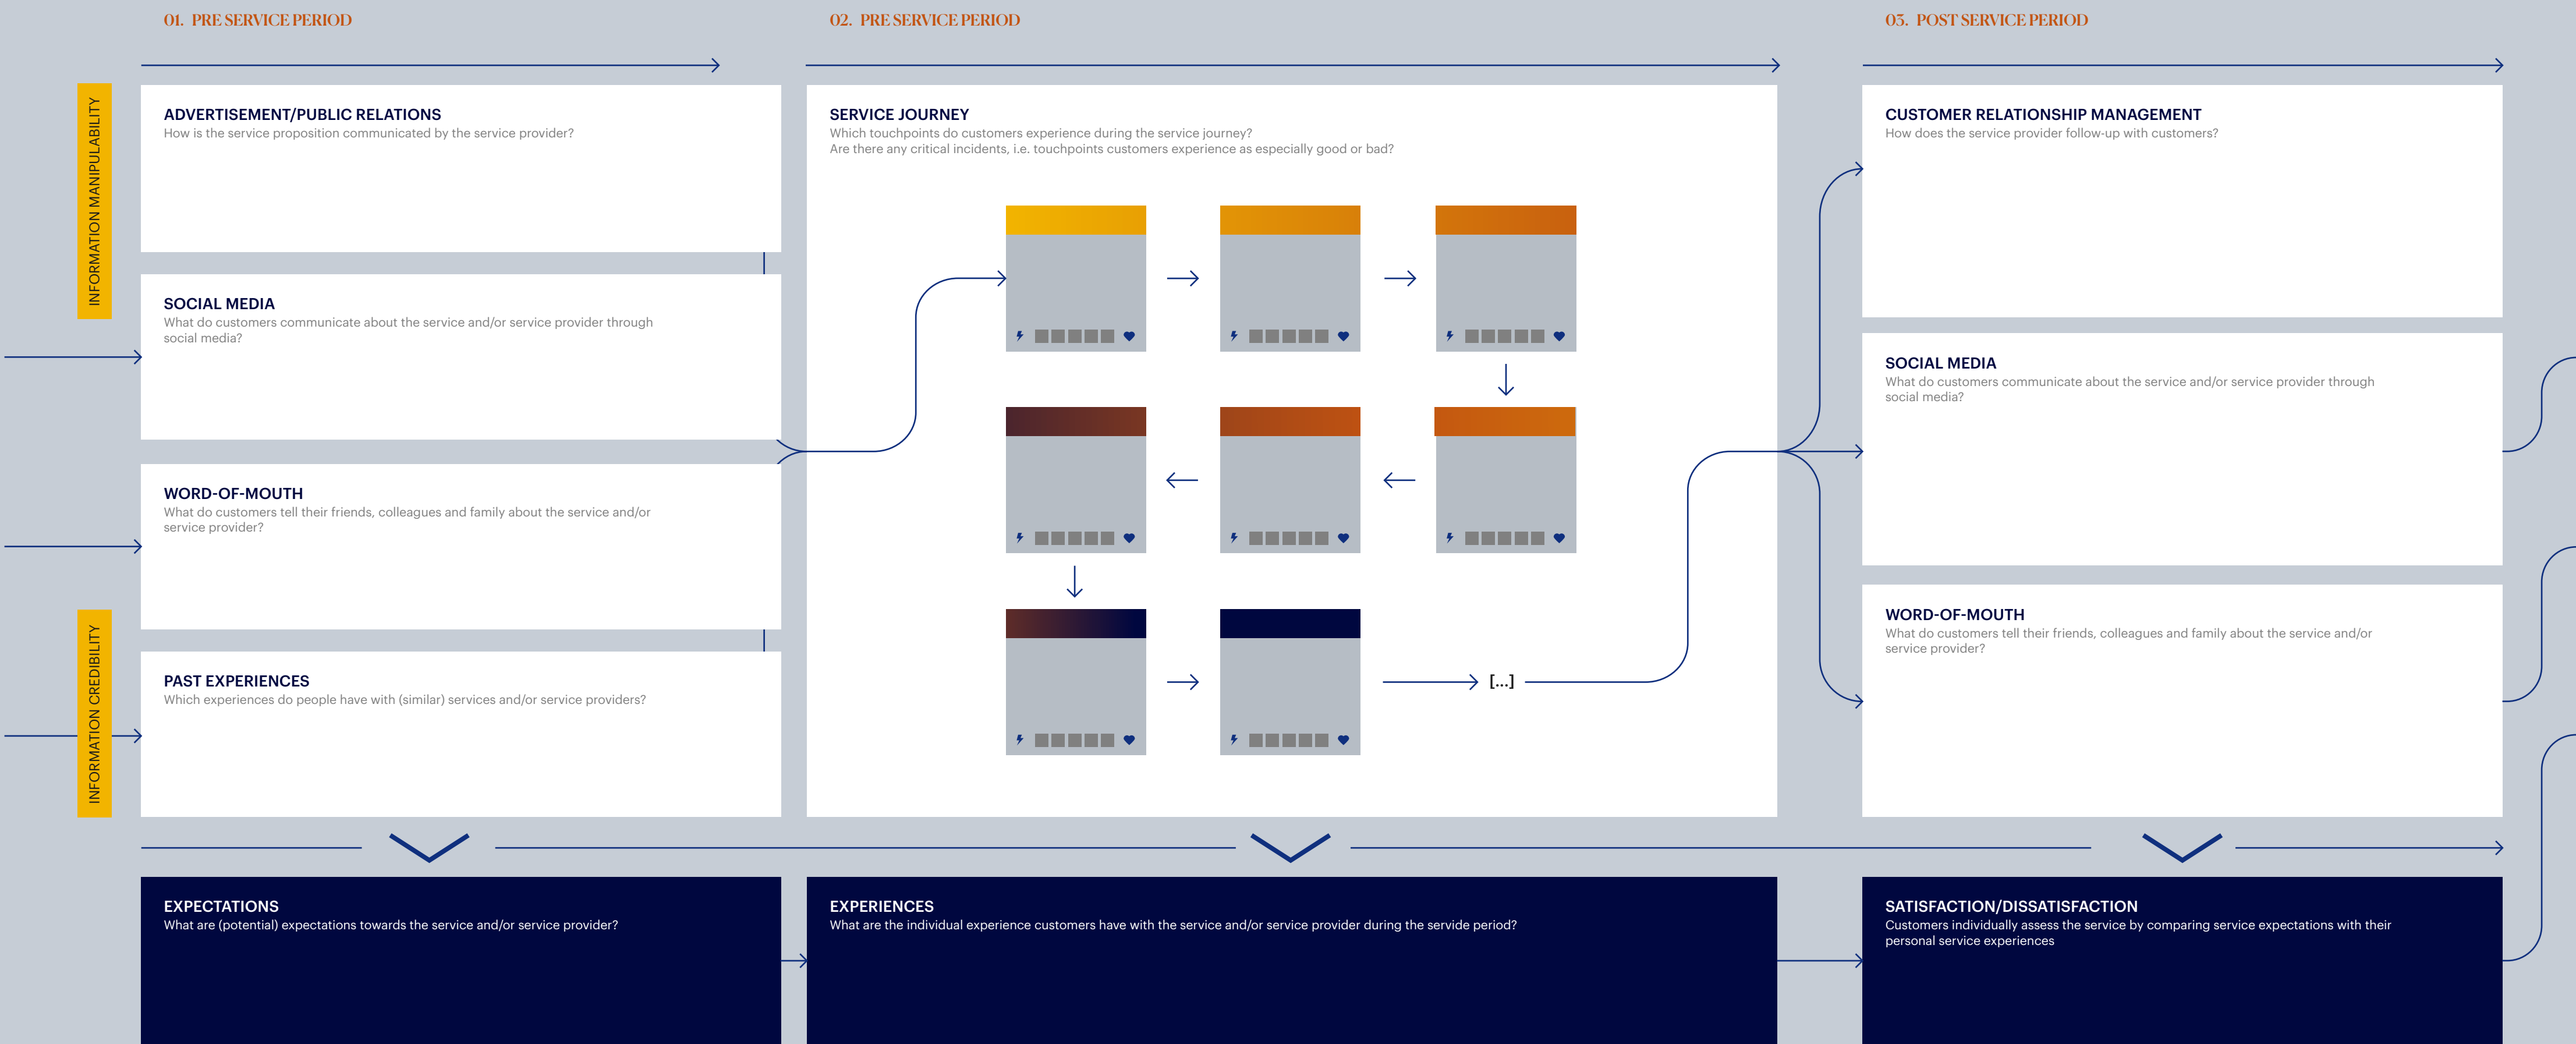 01. PRE SERVICE PERIOD
02. PRE SERVICE PERIOD
03. POST SERVICE PERIOD
INFORMATION MANIPULABILITY
INFORMATION CREDIBILITY
ADVERTISEMENT/PUBLIC RELATIONS
How is the service proposition communicated by the service provider?
SOCIAL MEDIA
What do customers communicate about the service and/or service provider through
social media?
WORD-OF-MOUTH
What do customers tell their friends, colleagues and family about the service and/or
service provider?
PAST EXPERIENCES
Which experiences do people have with (similar) services and/or service providers?
SERVICE JOURNEY
Which touchpoints do customers experience during the service journey?
Are there any critical incidents, i.e. touchpoints customers experience as especially good or bad?
[...]
CUSTOMER RELATIONSHIP MANAGEMENT
How does the service provider follow-up with customers?
SOCIAL MEDIA
What do customers communicate about the service and/or service provider through
social media?
WORD-OF-MOUTH
What do customers tell their friends, colleagues and family about the service and/or
service provider?
EXPECTATIONS
What are (potential) expectations towards the service and/or service provider?
EXPERIENCES
What are the individual experience customers have with the service and/or service provider during the servide period?
SATISFACTION/DISSATISFACTION
Customers individually assess the service by comparing service expectations with their
personal service experiences